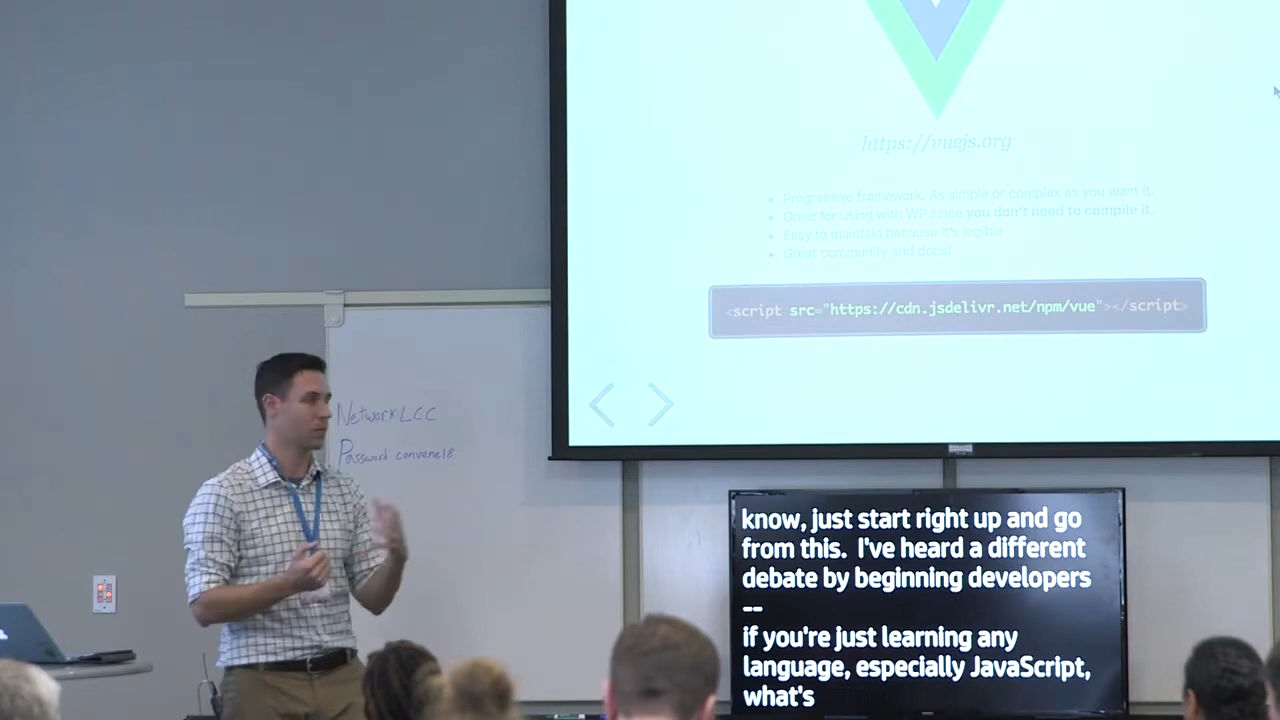 https://vuejs.org
Progressive framework. As simple or complex as you want it.
Great for using with WP since you don't need to compile it.
Easy to maintain because it's legible
Great community and docs!
<script src="https://cdn.jsdelivr.net/npm/vue"></script>
Network LCC
Password convene18
know, just start right up and go
from this. I've heard a different
debate by beginning developers
--
if you're just learning any
language, especially JavaScript,
what's